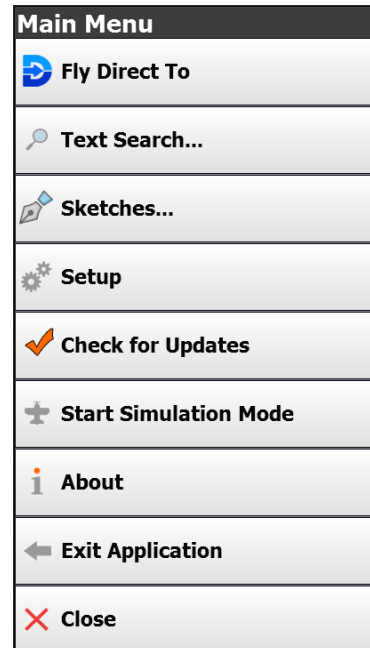 Main Menu
Fly Direct To
Text Search...
Sketches...
Setup
Check for Updates
Start Simulation Mode
About
Exit Application
Close